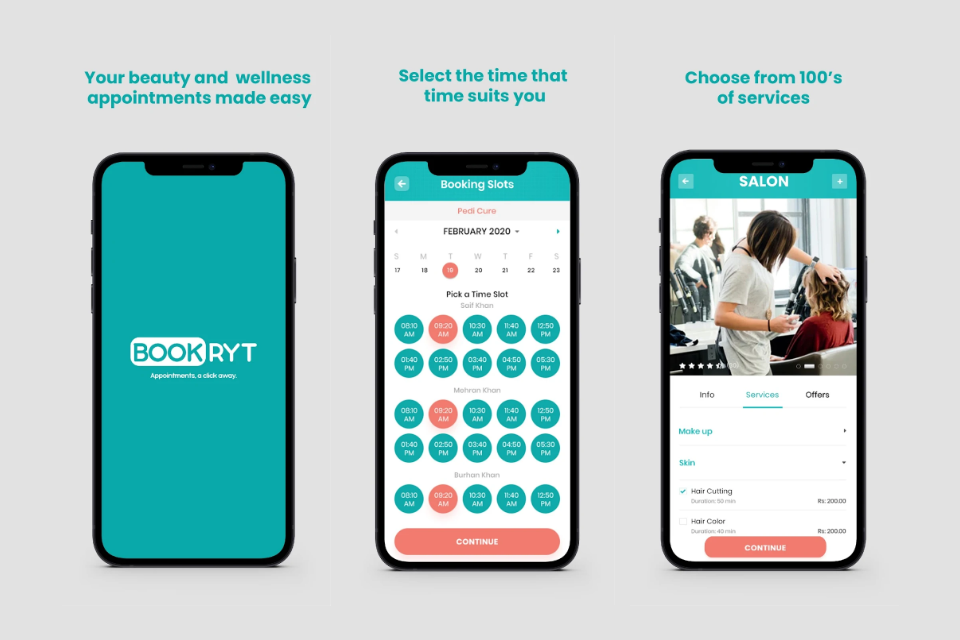 Your beauty and wellness
appointments made easy
BOOKRYT
Appointments, a click away.
Select the time that
time suits you
Booking Slots
Pedi Cure
FEBRUARY 2020
S M T W T F S
17 18 19 20 21 22 23
Pick a Time Slot
Saif Khan
08:10 AM 09:20 AM 10:30 AM 11:40 AM 12:50 PM
01:40 PM 02:50 PM 03:40 PM 04:50 PM 05:30 PM
Mehran Khan
08:10 AM 09:20 AM 10:30 AM 11:40 AM 12:50 PM
01:40 PM 02:50 PM 03:40 PM 04:50 PM 05:30 PM
Burhan Khan
08:10 AM 09:20 AM 10:30 AM 11:40 AM 12:50 PM
CONTINUE
Choose from 100's
of services
SALON
Info Services Offers
Make up
Skin
Hair Cutting
Duration: 50 min Rs: 200.00
Hair Color
Duration: 40 min Rs: 200.00
CONTINUE